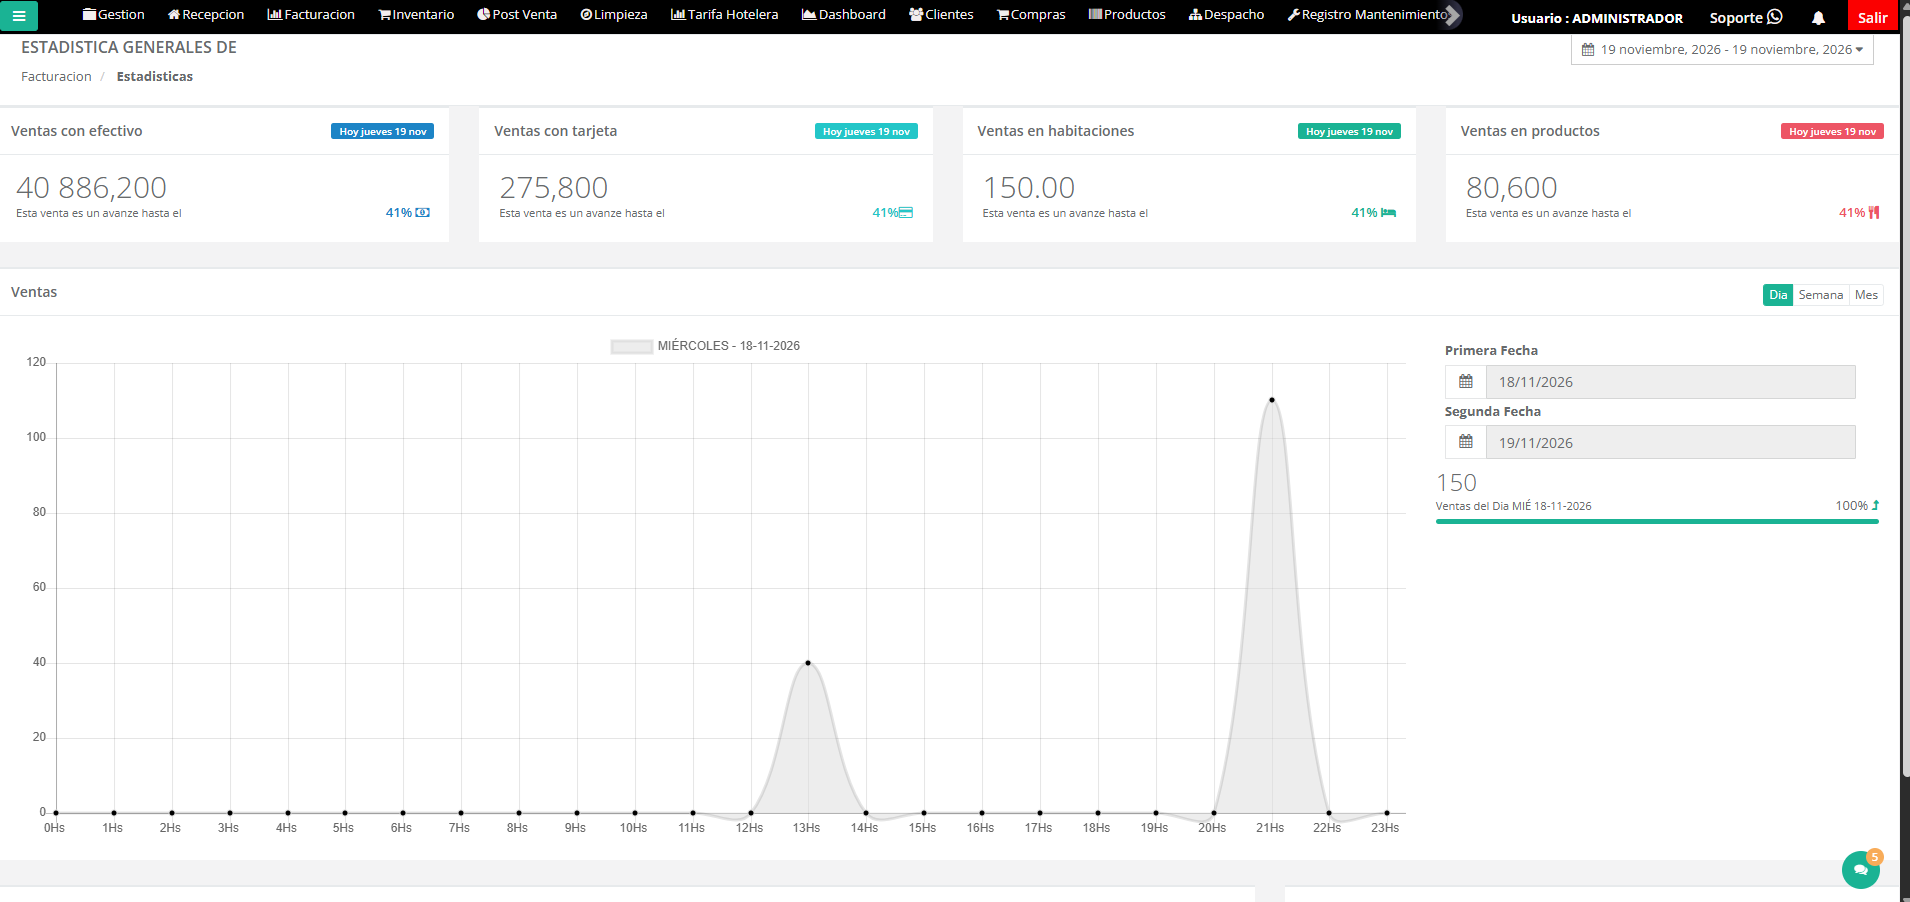 Gestion Recepcion Facturacion Inventario Post Venta Limpieza Tarifa Hotelera Dashboard Clientes Compras Productos Despacho Registro Mantenimiento Usuario : ADMINISTRADOR Soporte Salir
ESTADISTICA GENERALES DE
19 noviembre, 2026 - 19 noviembre, 2026
Facturacion / Estadisticas
Ventas con efectivo Hoy jueves 19 nov
40 886,200
Esta venta es un avanze hasta el 41%
Ventas con tarjeta Hoy jueves 19 nov
275,800
Esta venta es un avanze hasta el 41%
Ventas en habitaciones Hoy jueves 19 nov
150.00
Esta venta es un avanze hasta el 41%
Ventas en productos Hoy jueves 19 nov
80,600
Esta venta es un avanze hasta el 41%
Ventas
Dia Semana Mes
MIÉRCOLES - 18-11-2026
120
100
80
60
40
20
0
0Hs 1Hs 2Hs 3Hs 4Hs 5Hs 6Hs 7Hs 8Hs 9Hs 10Hs 11Hs 12Hs 13Hs 14Hs 15Hs 16Hs 17Hs 18Hs 19Hs 20Hs 21Hs 22Hs 23Hs
Primera Fecha
18/11/2026
Segunda Fecha
19/11/2026
150
Ventas del Dia MIÉ 18-11-2026 100%
5